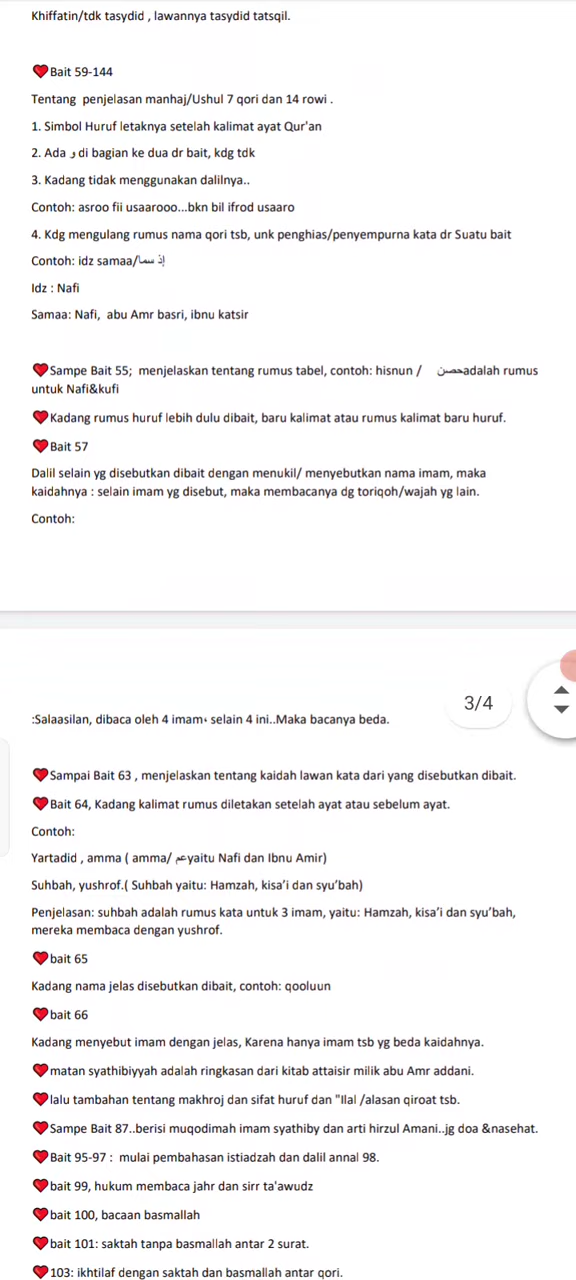 Khiffatin/tdk tasydid , lawannya tasydid tatsqil.
Bait 59-144
Tentang penjelasan manhaj/Ushul 7 qori dan 14 rowi .
1. Simbol Huruf letaknya setelah kalimat ayat Qur'an
2. Ada و di bagian ke dua dr bait, kdg tdk
3. Kadang tidak menggunakan dalilnya..
Contoh: asroo fii usaarooo...bkn bil ifrod usaaro
4. Kdg mengulang rumus nama qori tsb, unk penghias/penyempurna kata dr Suatu bait
Contoh: idz samaa/إذ سما
Idz : Nafi
Samaa: Nafi, abu Amr basri, ibnu katsir
Sampe Bait 55; menjelaskan tentang rumus tabel, contoh: hisnun / حصنadalah rumus
untuk Nafi&kufi
Kadang rumus huruf lebih dulu dibait, baru kalimat atau rumus kalimat baru huruf.
Bait 57
Dalil selain yg disebutkan dibait dengan menukil/ menyebutkan nama imam, maka
kaidahnya : selain imam yg disebut, maka membacanya dg toriqoh/wajah yg lain.
Contoh:
3/4
:Salaasilan, dibaca oleh 4 imam، selain 4 ini..Maka bacanya beda.
Sampai Bait 63 , menjelaskan tentang kaidah lawan kata dari yang disebutkan dibait.
Bait 64, Kadang kalimat rumus diletakan setelah ayat atau sebelum ayat.
Contoh:
Yartadid , amma ( amma/ عمyaitu Nafi dan Ibnu Amir)
Suhbah, yushrof.( Suhbah yaitu: Hamzah, kisa'i dan syu'bah)
Penjelasan: suhbah adalah rumus kata untuk 3 imam, yaitu: Hamzah, kisa'i dan syu'bah,
mereka membaca dengan yushrof.
bait 65
Kadang nama jelas disebutkan dibait, contoh: qooluun
bait 66
Kadang menyebut imam dengan jelas, Karena hanya imam tsb yg beda kaidahnya.
matan syathibiyyah adalah ringkasan dari kitab attaisir milik abu Amr addani.
lalu tambahan tentang makhroj dan sifat huruf dan "Ilal /alasan qiroat tsb.
Sampe Bait 87..berisi muqodimah imam syathiby dan arti hirzul Amani..jg doa &nasehat.
Bait 95-97 : mulai pembahasan istiadzah dan dalil annal 98.
bait 99, hukum membaca jahr dan sirr ta'awudz
bait 100, bacaan basmallah
bait 101: saktah tanpa basmallah antar 2 surat.
103: ikhtilaf dengan saktah dan basmallah antar qori.